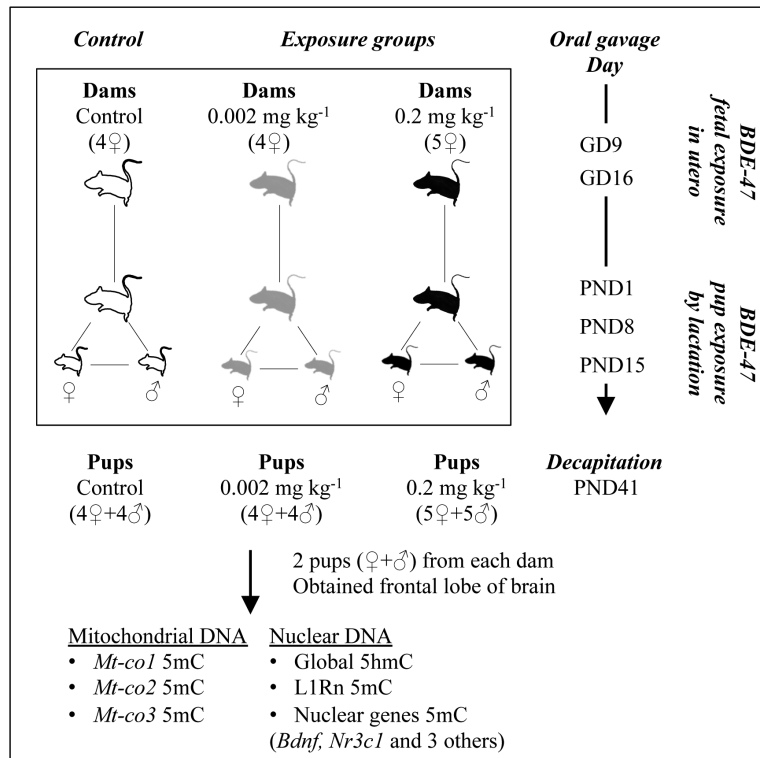 Control
Exposure groups
Oral gavage
Day
Dams
Control
(4♀)
Dams
0.002 mg kg⁻¹
(4♀)
Dams
0.2 mg kg⁻¹
(5♀)
GD9
GD16
PND1
PND8
PND15
BDE-47
fetal exposure
in utero
BDE-47
pup exposure
by lactation
♀ ♂
♀ ♂
♀ ♂
Pups
Control
(4♀+4♂)
Pups
0.002 mg kg⁻¹
(4♀+4♂)
Pups
0.2 mg kg⁻¹
(5♀+5♂)
Decapitation
PND41
2 pups (♀+♂) from each dam
Obtained frontal lobe of brain
Mitochondrial DNA
• Mt-co1 5mC
• Mt-co2 5mC
• Mt-co3 5mC
Nuclear DNA
• Global 5hmC
• L1Rn 5mC
• Nuclear genes 5mC
(Bdnf, Nr3c1 and 3 others)